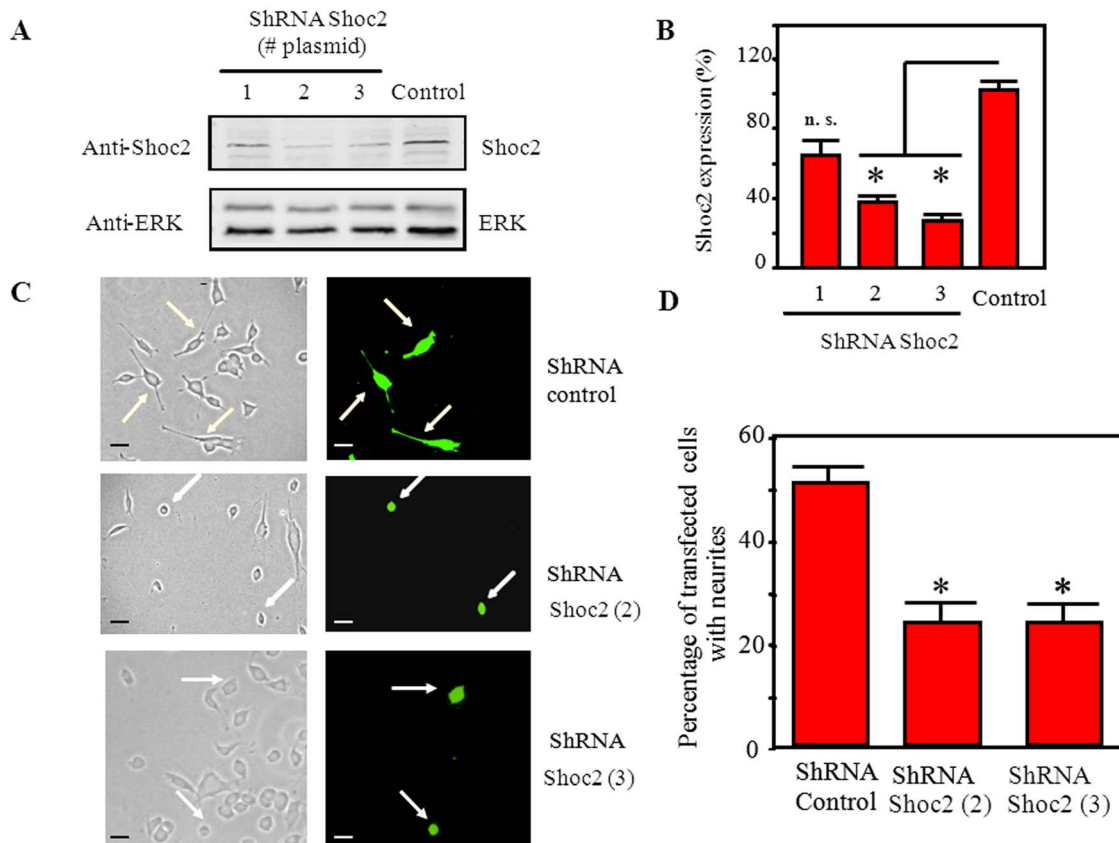 A
ShRNA Shoc2
(# plasmid)
1 2 3 Control
Anti-Shoc2
Shoc2
Anti-ERK
ERK
B
Shoc2 expression (%)
120
80
40
0
n. s.
*
*
1 2 3 Control
ShRNA Shoc2
C
ShRNA
control
ShRNA
Shoc2 (2)
ShRNA
Shoc2 (3)
D
Percentage of transfected cells
with neurites
60
40
20
0
*
*
ShRNA
Control
ShRNA
Shoc2 (2)
ShRNA
Shoc2 (3)